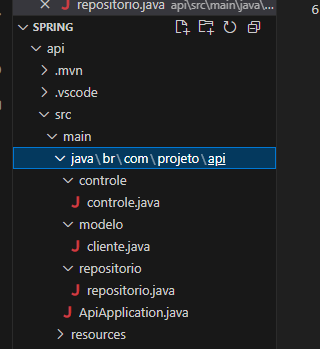 repositorio.java api\src\main\java\...
6
SPRING
api
.mvn
.vscode
src
main
java\br\com\projeto\api
controle
controle.java
modelo
cliente.java
repositorio
repositorio.java
ApiApplication.java
resources